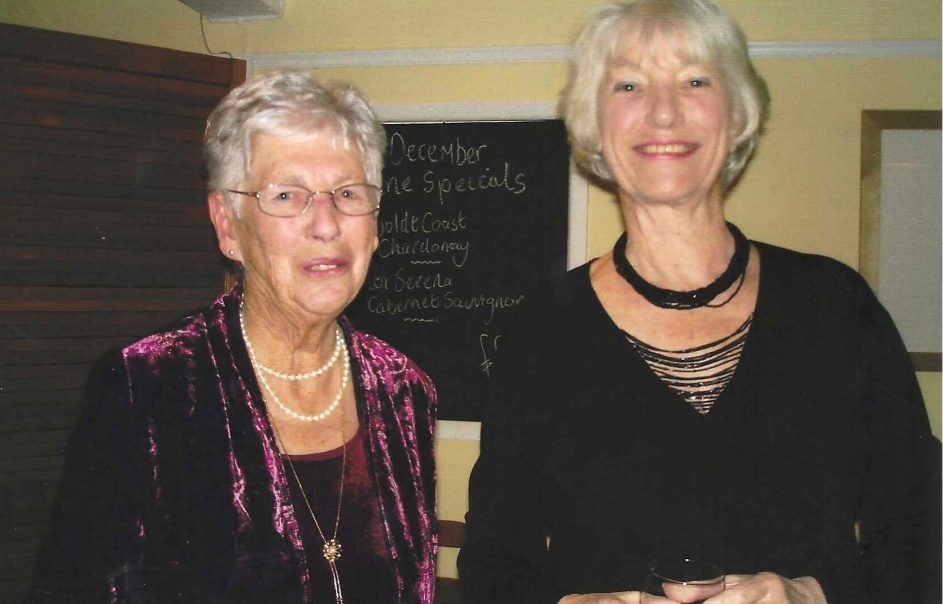 December
ne Specials
oldt Coast
Chardonnay
Serena
Cabernet Sauvignon